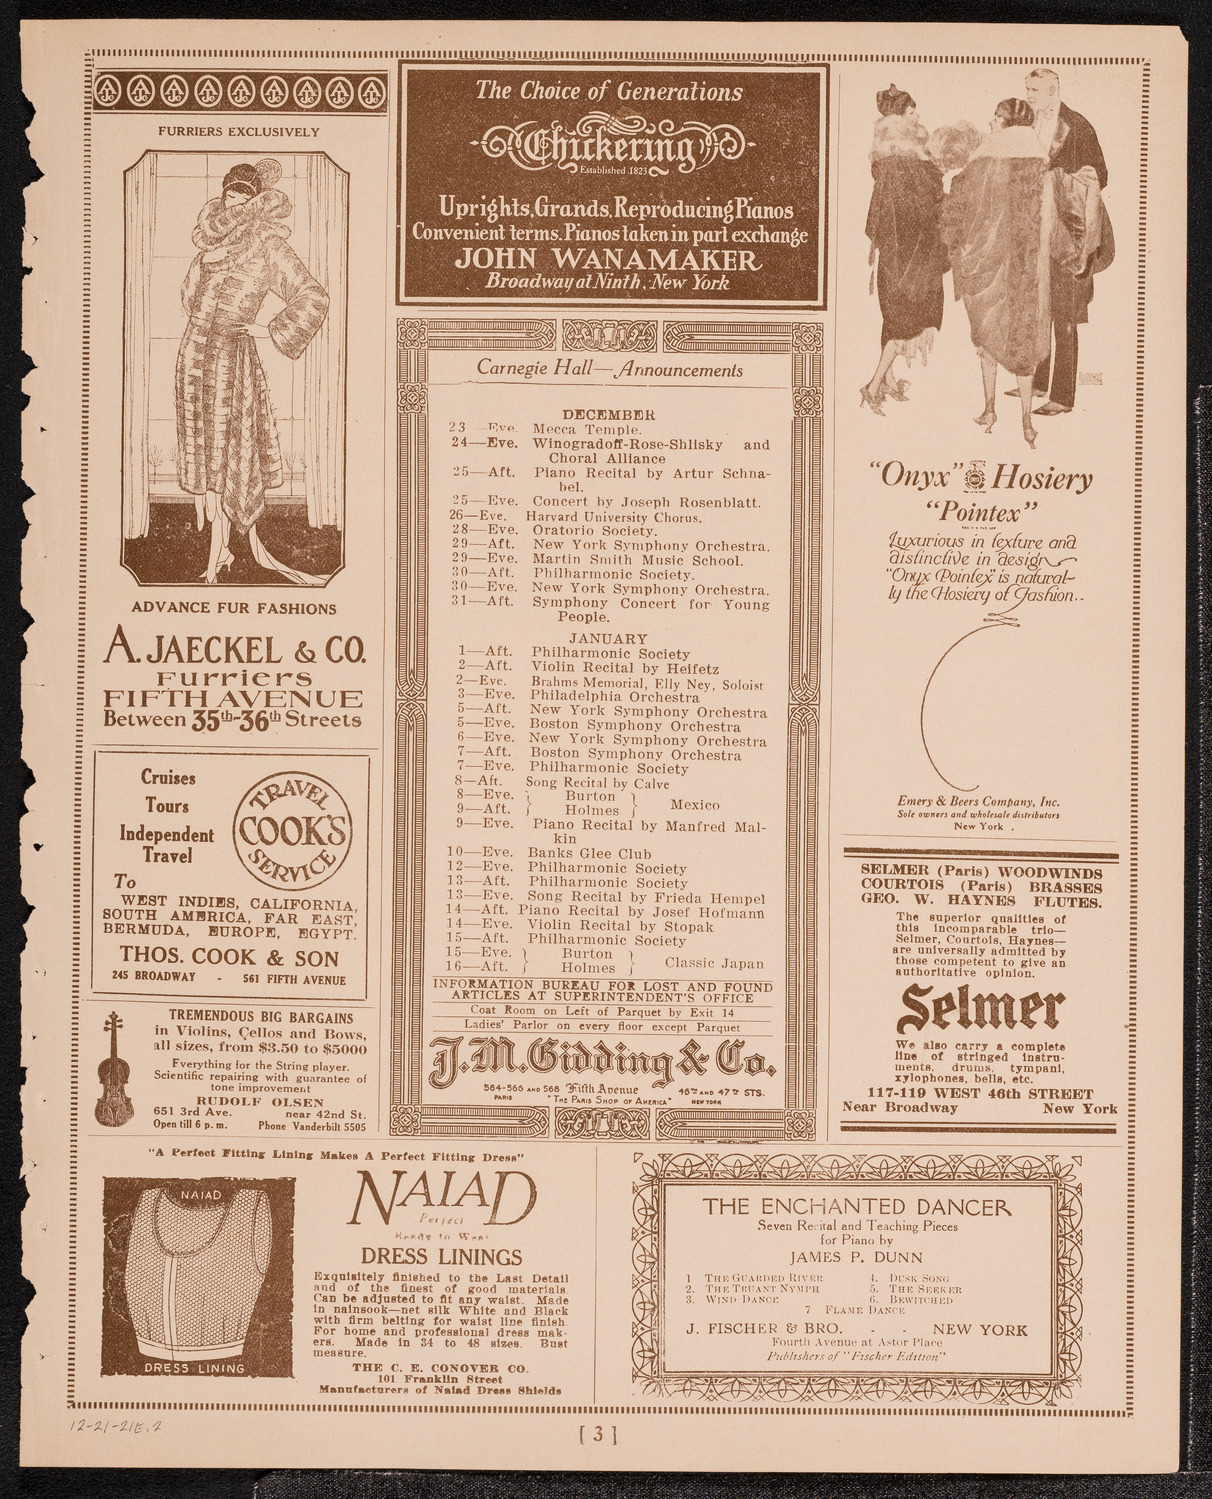 FURRIERS EXCLUSIVELY
ADVANCE FUR FASHIONS
A. JAECKEL & CO.
Furriers
FIFTH AVENUE
Between 35th-36th Streets
Cruises
Tours
Independent
Travel
To
TRAVEL
COOK'S
SERVICE
WEST INDIES, CALIFORNIA,
SOUTH AMERICA, FAR EAST,
BERMUDA, EUROPE, EGYPT.
THOS. COOK & SON
245 BROADWAY - 561 FIFTH AVENUE
TREMENDOUS BIG BARGAINS
in Violins, Cellos and Bows,
all sizes, from $3.50 to $5000
Everything for the String player.
Scientific repairing with guarantee of
tone improvement
RUDOLF OLSEN
651 3rd Ave. near 42nd St.
Open till 6 p. m. Phone Vanderbilt 5505
The Choice of Generations
Chickering
Established 1823
Uprights, Grands, Reproducing Pianos
Convenient terms. Pianos taken in part exchange
JOHN WANAMAKER
Broadway at Ninth, New York
Carnegie Hall—Announcements
DECEMBER
23—Eve. Mecca Temple.
24—Eve. Winogradoff-Rose-Shlisky and
Choral Alliance
25—Aft. Piano Recital by Artur Schna-
bel.
25—Eve. Concert by Joseph Rosenblatt.
26—Eve. Harvard University Chorus.
28—Eve. Oratorio Society.
29—Aft. New York Symphony Orchestra.
29—Eve. Martin Smith Music School.
30—Aft. Philharmonic Society.
30—Eve. New York Symphony Orchestra.
31—Aft. Symphony Concert for Young
People.
JANUARY
1—Aft. Philharmonic Society
2—Aft. Violin Recital by Heifetz
2—Eve. Brahms Memorial, Elly Ney, Soloist
3—Eve. Philadelphia Orchestra
5—Aft. New York Symphony Orchestra
5—Eve. Boston Symphony Orchestra
6—Eve. New York Symphony Orchestra
7—Aft. Boston Symphony Orchestra
7—Eve. Philharmonic Society
8—Aft. Song Recital by Calve
8—Eve. } Burton }
9—Aft. } Holmes } Mexico
9—Eve. Piano Recital by Manfred Mal-
kin
10—Eve. Banks Glee Club
12—Eve. Philharmonic Society
13—Aft. Philharmonic Society
13—Eve. Song Recital by Frieda Hempel
14—Aft. Piano Recital by Josef Hofmann
14—Eve. Violin Recital by Stopak
15—Aft. Philharmonic Society
15—Eve. } Burton }
16—Aft. } Holmes } Classic Japan
INFORMATION BUREAU FOR LOST AND FOUND
ARTICLES AT SUPERINTENDENT'S OFFICE
Coat Room on Left of Parquet by Exit 14
Ladies' Parlor on every floor except Parquet
J. M. Gidding & Co.
564-566 AND 568 Fifth Avenue 46TH AND 47TH STS.
PARIS "THE PARIS SHOP OF AMERICA" NEW YORK
"Onyx" Hosiery
"Pointex"
Luxurious in texture and
distinctive in design
"Onyx Pointex" is natural-
ly the Hosiery of Fashion..
Emery & Beers Company, Inc.
Sole owners and wholesale distributors
New York .
SELMER (Paris) WOODWINDS
COURTOIS (Paris) BRASSES
GEO. W. HAYNES FLUTES.
The superior qualities of
this incomparable trio—
Selmer, Courtois, Haynes—
are universally admitted by
those competent to give an
authoritative opinion.
Selmer
We also carry a complete
line of stringed instru-
ments, drums, tympani,
xylophones, bells, etc.
117-119 WEST 46th STREET
Near Broadway New York
"A Perfect Fitting Lining Makes A Perfect Fitting Dress"
NAIAD
DRESS LINING
NAIAD
Perfect
Ready to Wear
DRESS LININGS
Exquisitely finished to the Last Detail
and of the finest of good materials.
Can be adjusted to fit any waist. Made
in nainsook—net silk White and Black
with firm belting for waist line finish.
For home and professional dress mak-
ers. Made in 34 to 48 sizes. Bust
measure.
THE C. E. CONOVER CO.
101 Franklin Street
Manufacturers of Naiad Dress Shields
THE ENCHANTED DANCER
Seven Recital and Teaching Pieces
for Piano by
JAMES P. DUNN
1 THE GUARDED RIVER 4. DUSK SONG
2. THE TRUANT NYMPH 5. THE SEEKER
3. WIND DANCE 6. BEWITCHED
7 FLAME DANCE
J. FISCHER & BRO. - - NEW YORK
Fourth Avenue at Astor Place
Publishers of "Fischer Edition"
12-21-21E.2
[ 3 ]